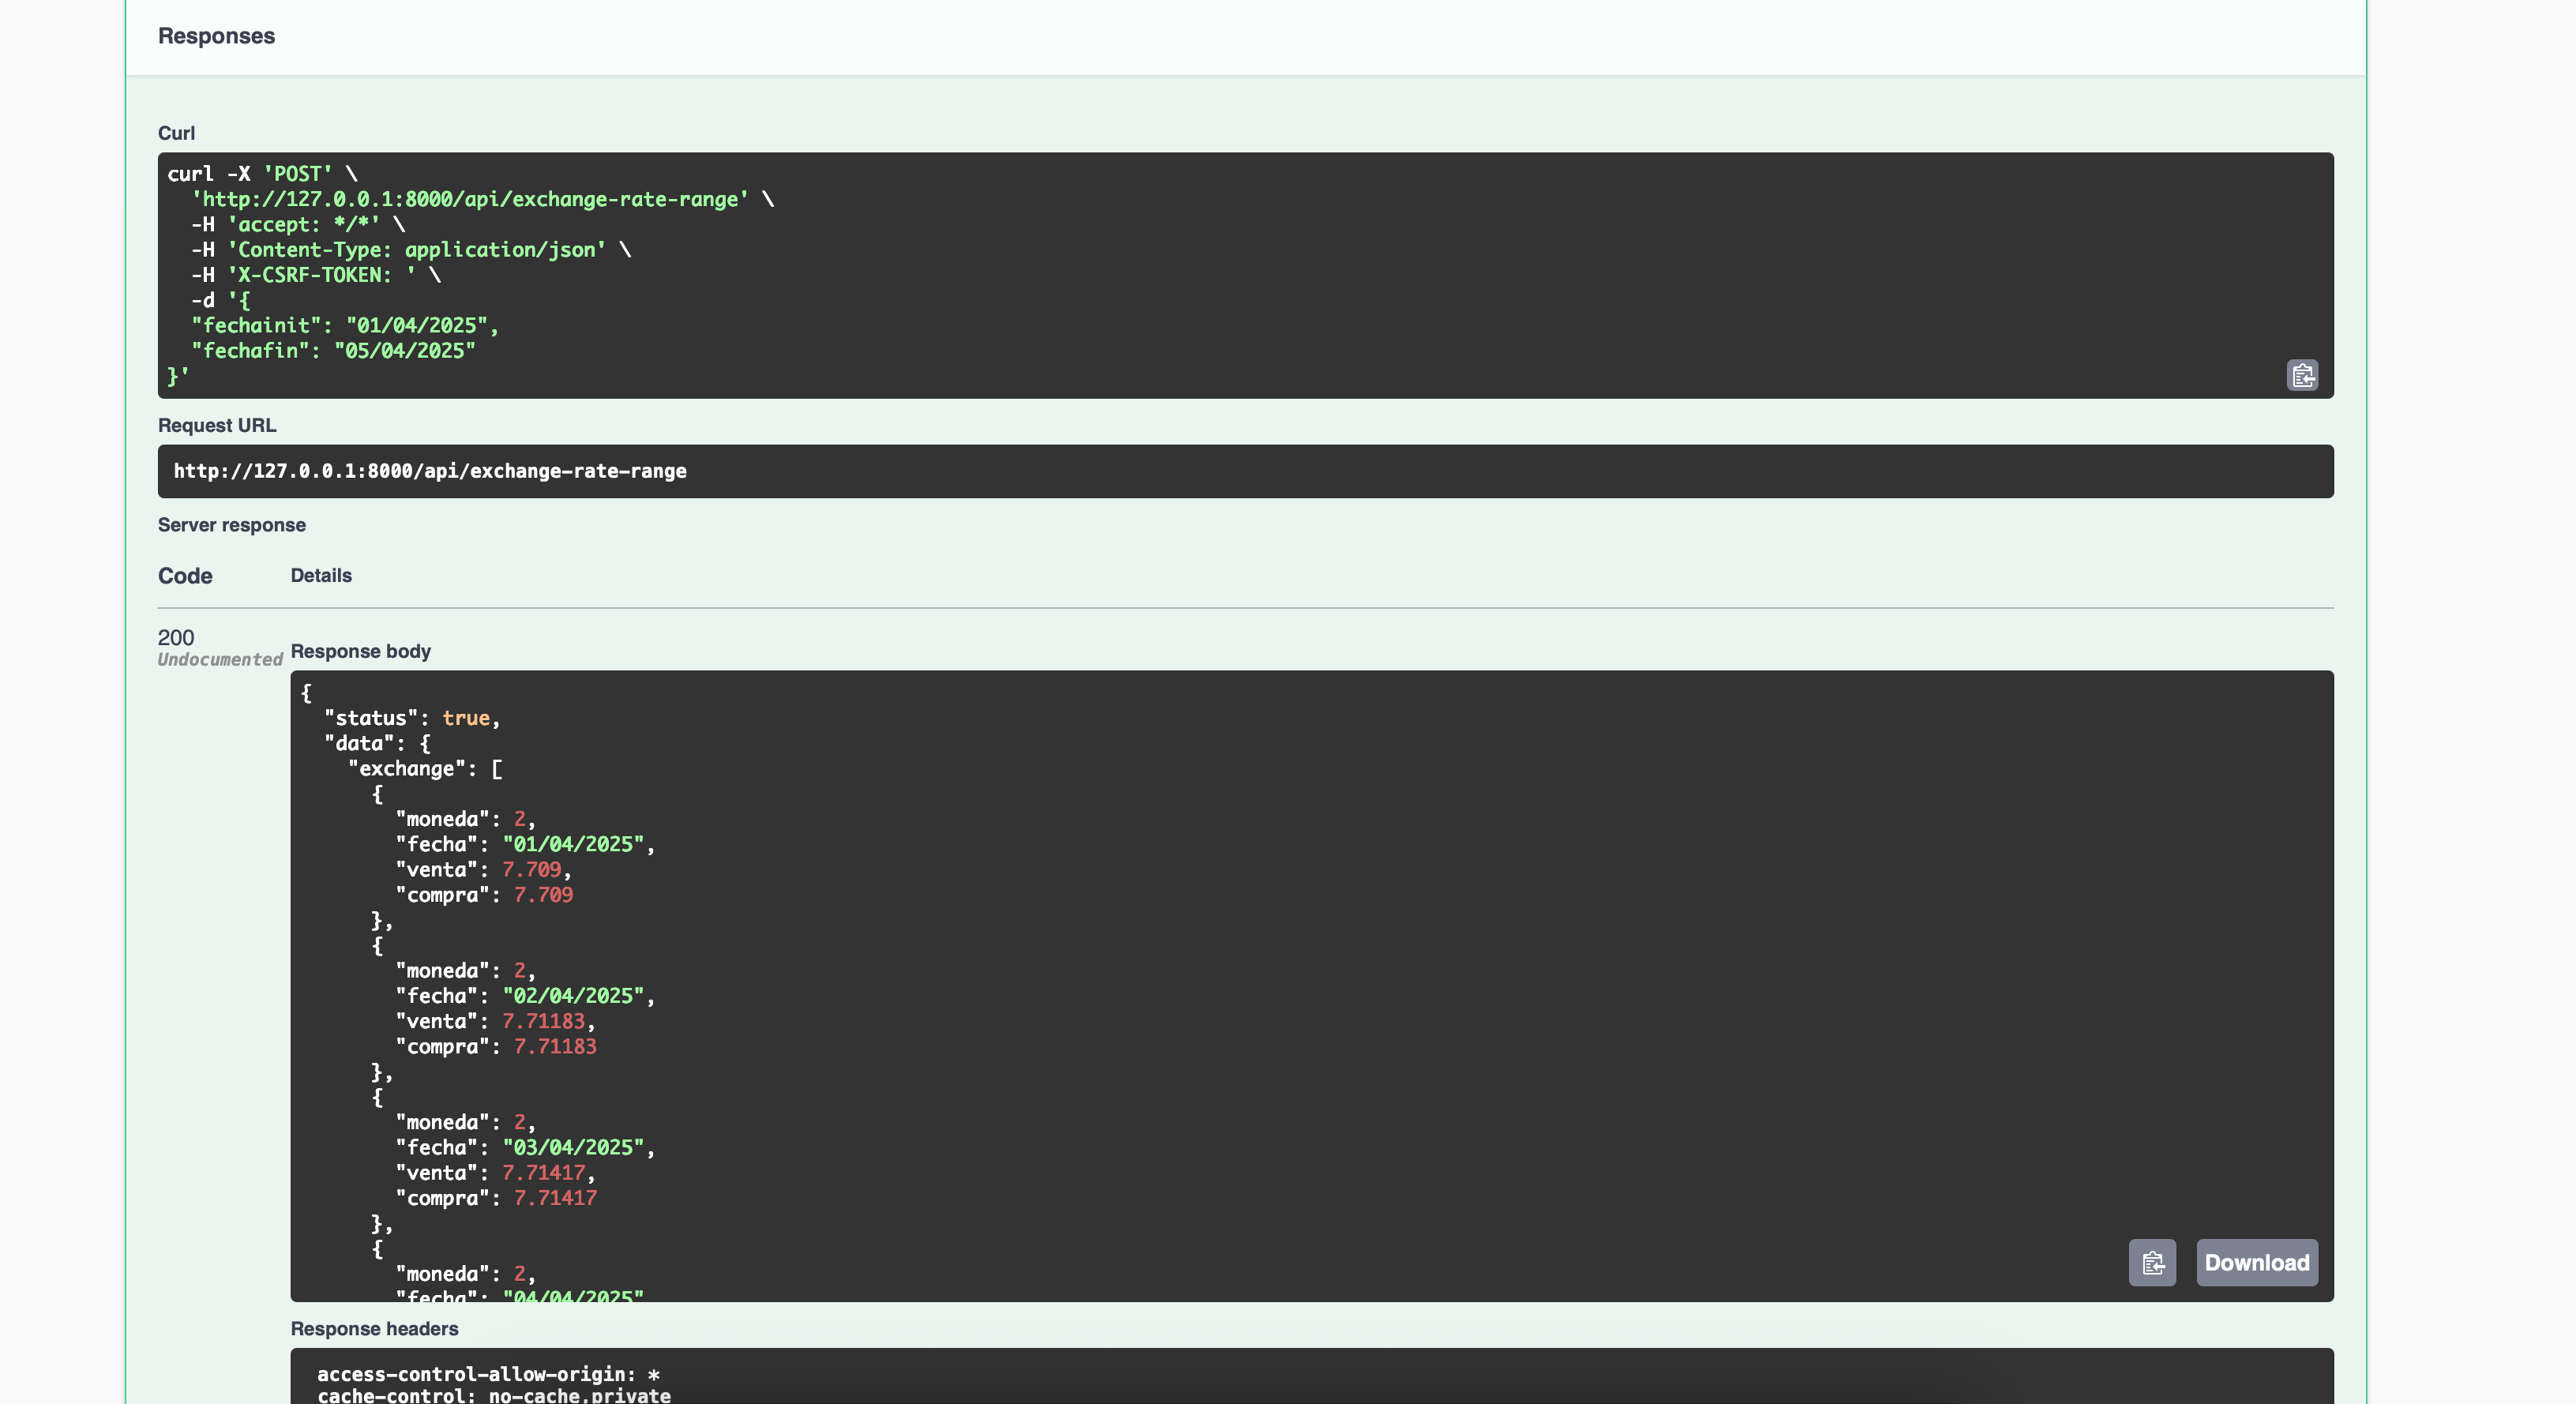 Responses
Curl
curl -X 'POST' \
  'http://127.0.0.1:8000/api/exchange-rate-range' \
  -H 'accept: */*' \
  -H 'Content-Type: application/json' \
  -H 'X-CSRF-TOKEN: ' \
  -d '{
  "fechainit": "01/04/2025",
  "fechafin": "05/04/2025"
}'
Request URL
http://127.0.0.1:8000/api/exchange-rate-range
Server response
Code Details
200
Undocumented
Response body
{
  "status": true,
  "data": {
    "exchange": [
      {
        "moneda": 2,
        "fecha": "01/04/2025",
        "venta": 7.709,
        "compra": 7.709
      },
      {
        "moneda": 2,
        "fecha": "02/04/2025",
        "venta": 7.71183,
        "compra": 7.71183
      },
      {
        "moneda": 2,
        "fecha": "03/04/2025",
        "venta": 7.71417,
        "compra": 7.71417
      },
      {
        "moneda": 2,
        "fecha": "04/04/2025"
Download
Response headers
access-control-allow-origin: *
cache-control: no-cache,private